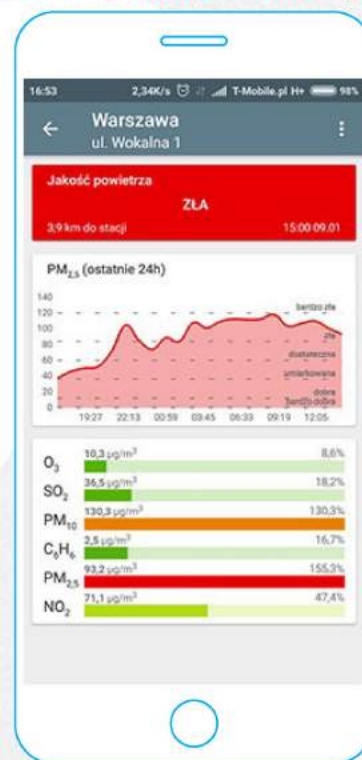 16:53 2,34K/s T-Mobile.pl H+ 98%
Warszawa
ul. Wokalna 1
Jakość powietrza
ZŁA
3,9 km do stacji 15:00 09.01
PM2,5 (ostatnie 24h)
140
120 bardzo zła
100 zła
80
60 dostateczna
40 umiarkowana
20 dobra
0 bardzo dobra
19:27 22:13 00:59 03:45 06:33 09:19 12:05
O3 10,3 µg/m³ 8,6%
SO2 36,5 µg/m³ 18,2%
PM10 130,3 µg/m³ 130,3%
C6H6 2,5 µg/m³ 16,7%
PM2,5 93,2 µg/m³ 155,3%
NO2 71,1 µg/m³ 47,4%